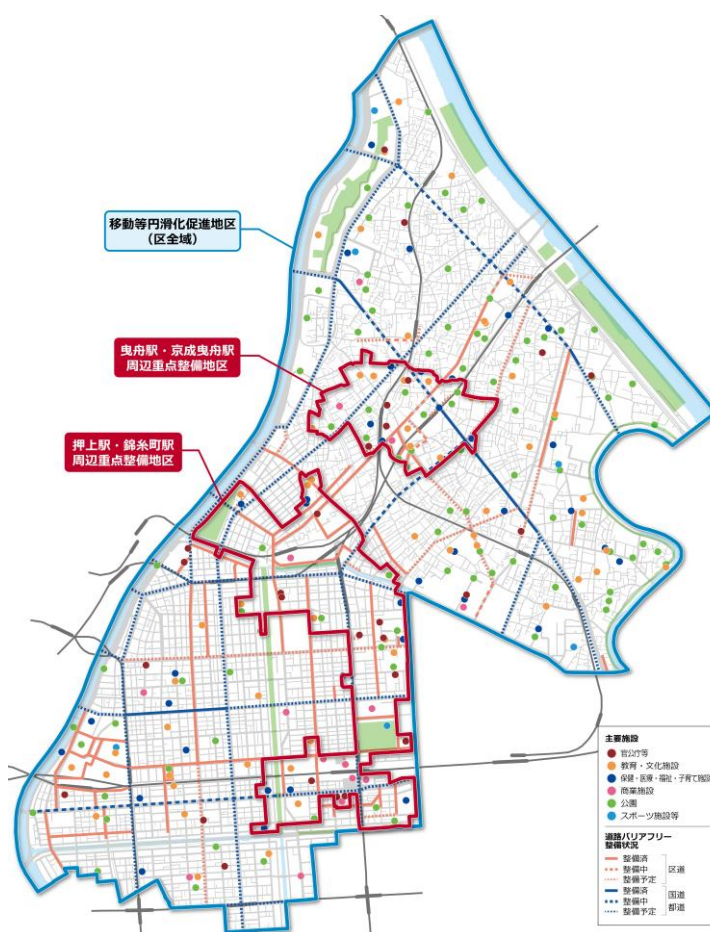 移動等円滑化促進地区
(区全域)
曳舟駅・京成曳舟駅
周辺重点整備地区
押上駅・錦糸町駅
周辺重点整備地区
主要施設
官公庁等
教育・文化施設
保健・医療・福祉・子育て施設
商業施設
公園
スポーツ施設等
道路バリアフリー
整備状況
整備済
整備中
整備予定
区道
整備済
整備中
整備予定
国道
都道